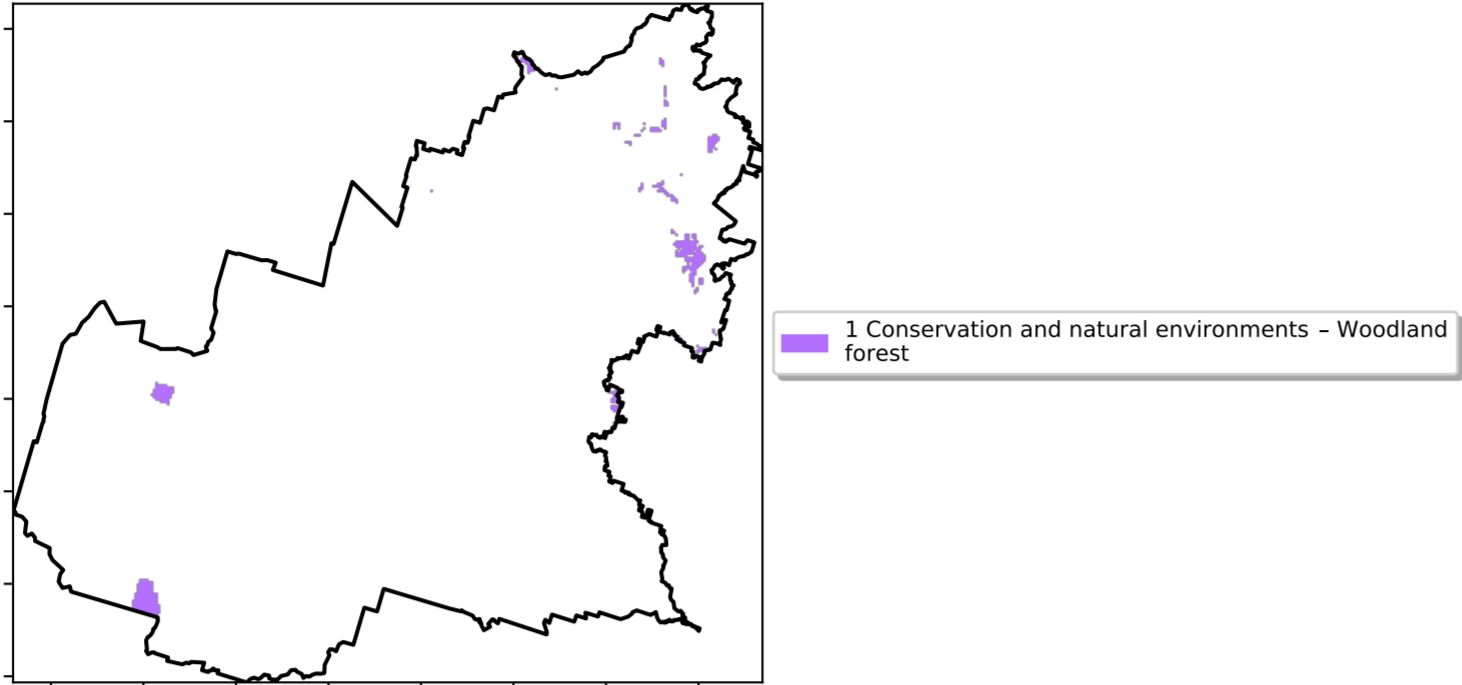 1 Conservation and natural environments – Woodland
forest